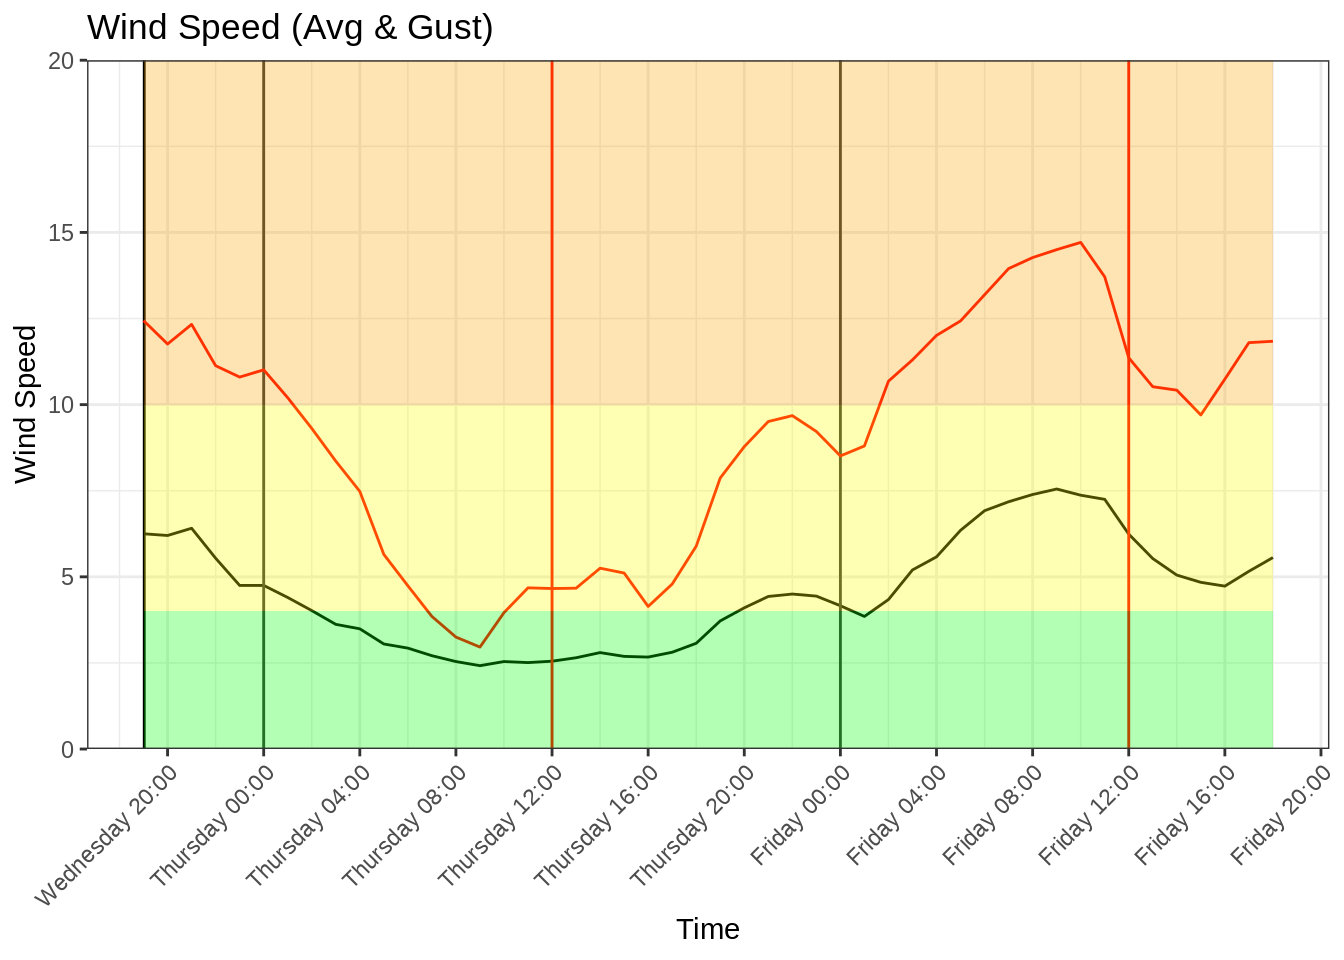 Wind Speed (Avg & Gust)
Wind Speed
20
15
10
5
0
Wednesday 20:00
Thursday 00:00
Thursday 04:00
Thursday 08:00
Thursday 12:00
Thursday 16:00
Thursday 20:00
Friday 00:00
Friday 04:00
Friday 08:00
Friday 12:00
Friday 16:00
Friday 20:00
Time